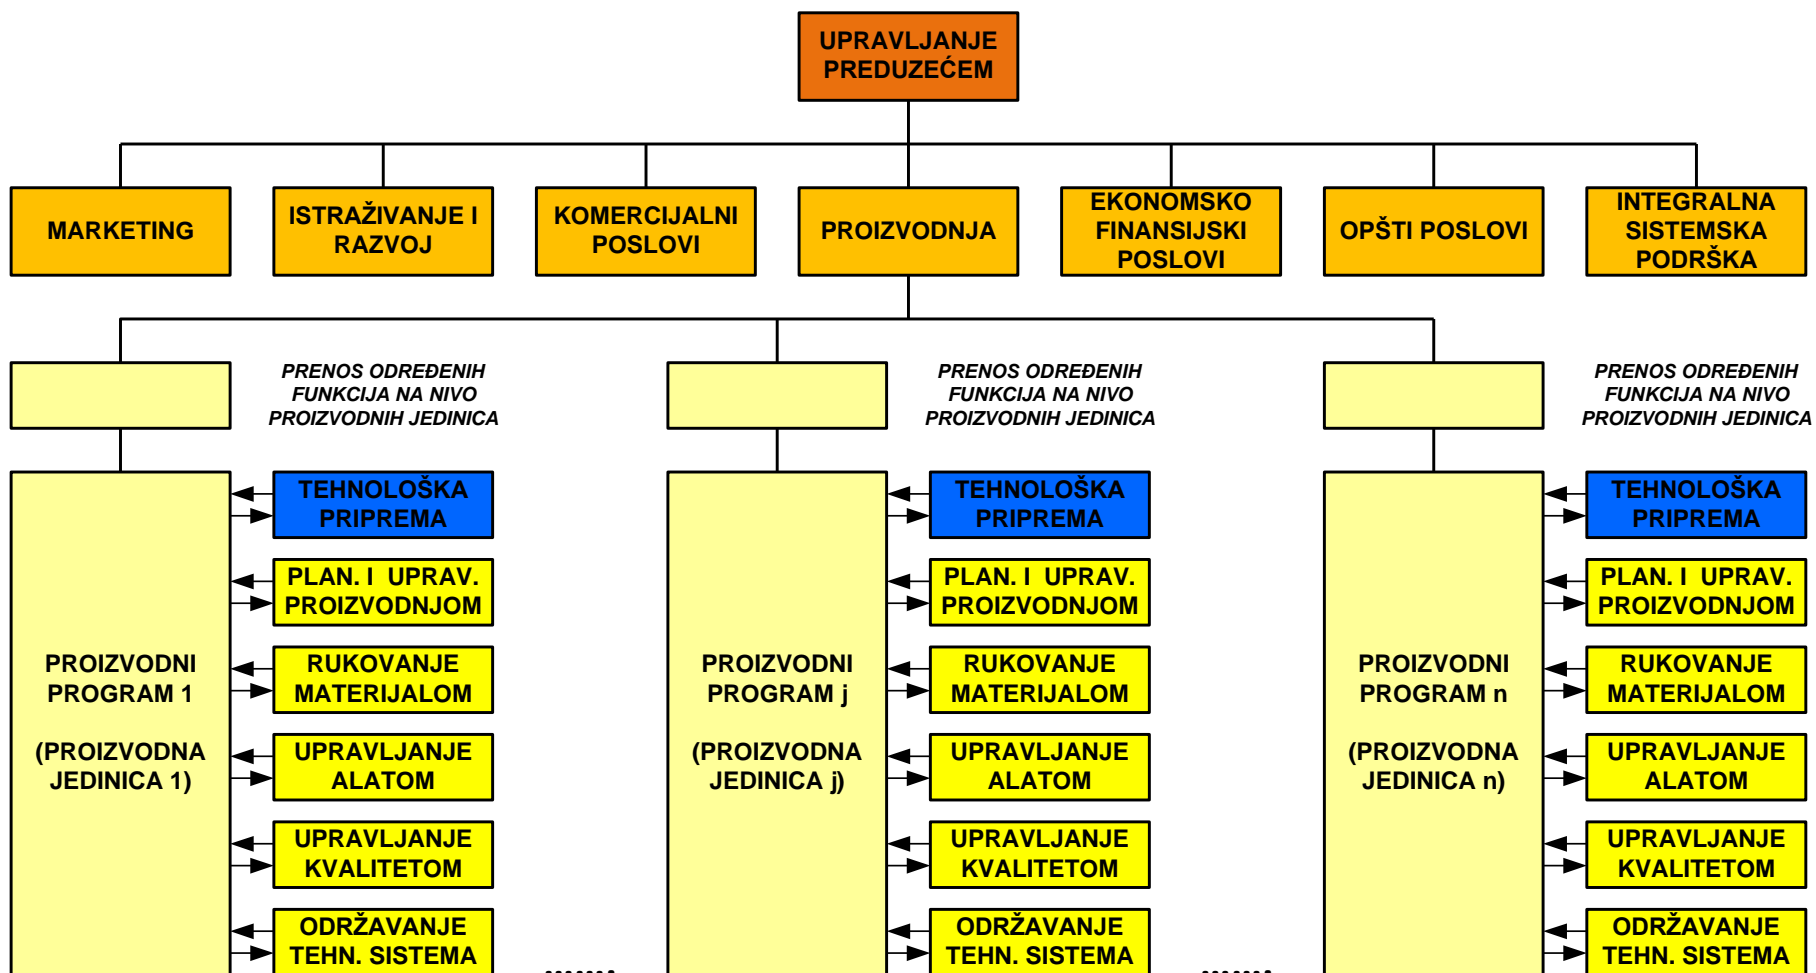 UPRAVLJANJE
PREDUZEĆEM
MARKETING
ISTRAŽIVANJE I
RAZVOJ
KOMERCIJALNI
POSLOVI
PROIZVODNJA
EKONOMSKO
FINANSIJSKI
POSLOVI
OPŠTI POSLOVI
INTEGRALNA
SISTEMSKA
PODRŠKA
PRENOS ODREĐENIH
FUNKCIJA NA NIVO
PROIZVODNIH JEDINICA
PRENOS ODREĐENIH
FUNKCIJA NA NIVO
PROIZVODNIH JEDINICA
PRENOS ODREĐENIH
FUNKCIJA NA NIVO
PROIZVODNIH JEDINICA
PROIZVODNI
PROGRAM 1
(PROIZVODNA
JEDINICA 1)
TEHNOLOŠKA
PRIPREMA
PLAN. I UPRAV.
PROIZVODNJOM
RUKOVANJE
MATERIJALOM
UPRAVLJANJE
ALATOM
UPRAVLJANJE
KVALITETOM
ODRŽAVANJE
TEHN. SISTEMA
PROIZVODNI
PROGRAM j
(PROIZVODNA
JEDINICA j)
TEHNOLOŠKA
PRIPREMA
PLAN. I UPRAV.
PROIZVODNJOM
RUKOVANJE
MATERIJALOM
UPRAVLJANJE
ALATOM
UPRAVLJANJE
KVALITETOM
ODRŽAVANJE
TEHN. SISTEMA
PROIZVODNI
PROGRAM n
(PROIZVODNA
JEDINICA n)
TEHNOLOŠKA
PRIPREMA
PLAN. I UPRAV.
PROIZVODNJOM
RUKOVANJE
MATERIJALOM
UPRAVLJANJE
ALATOM
UPRAVLJANJE
KVALITETOM
ODRŽAVANJE
TEHN. SISTEMA